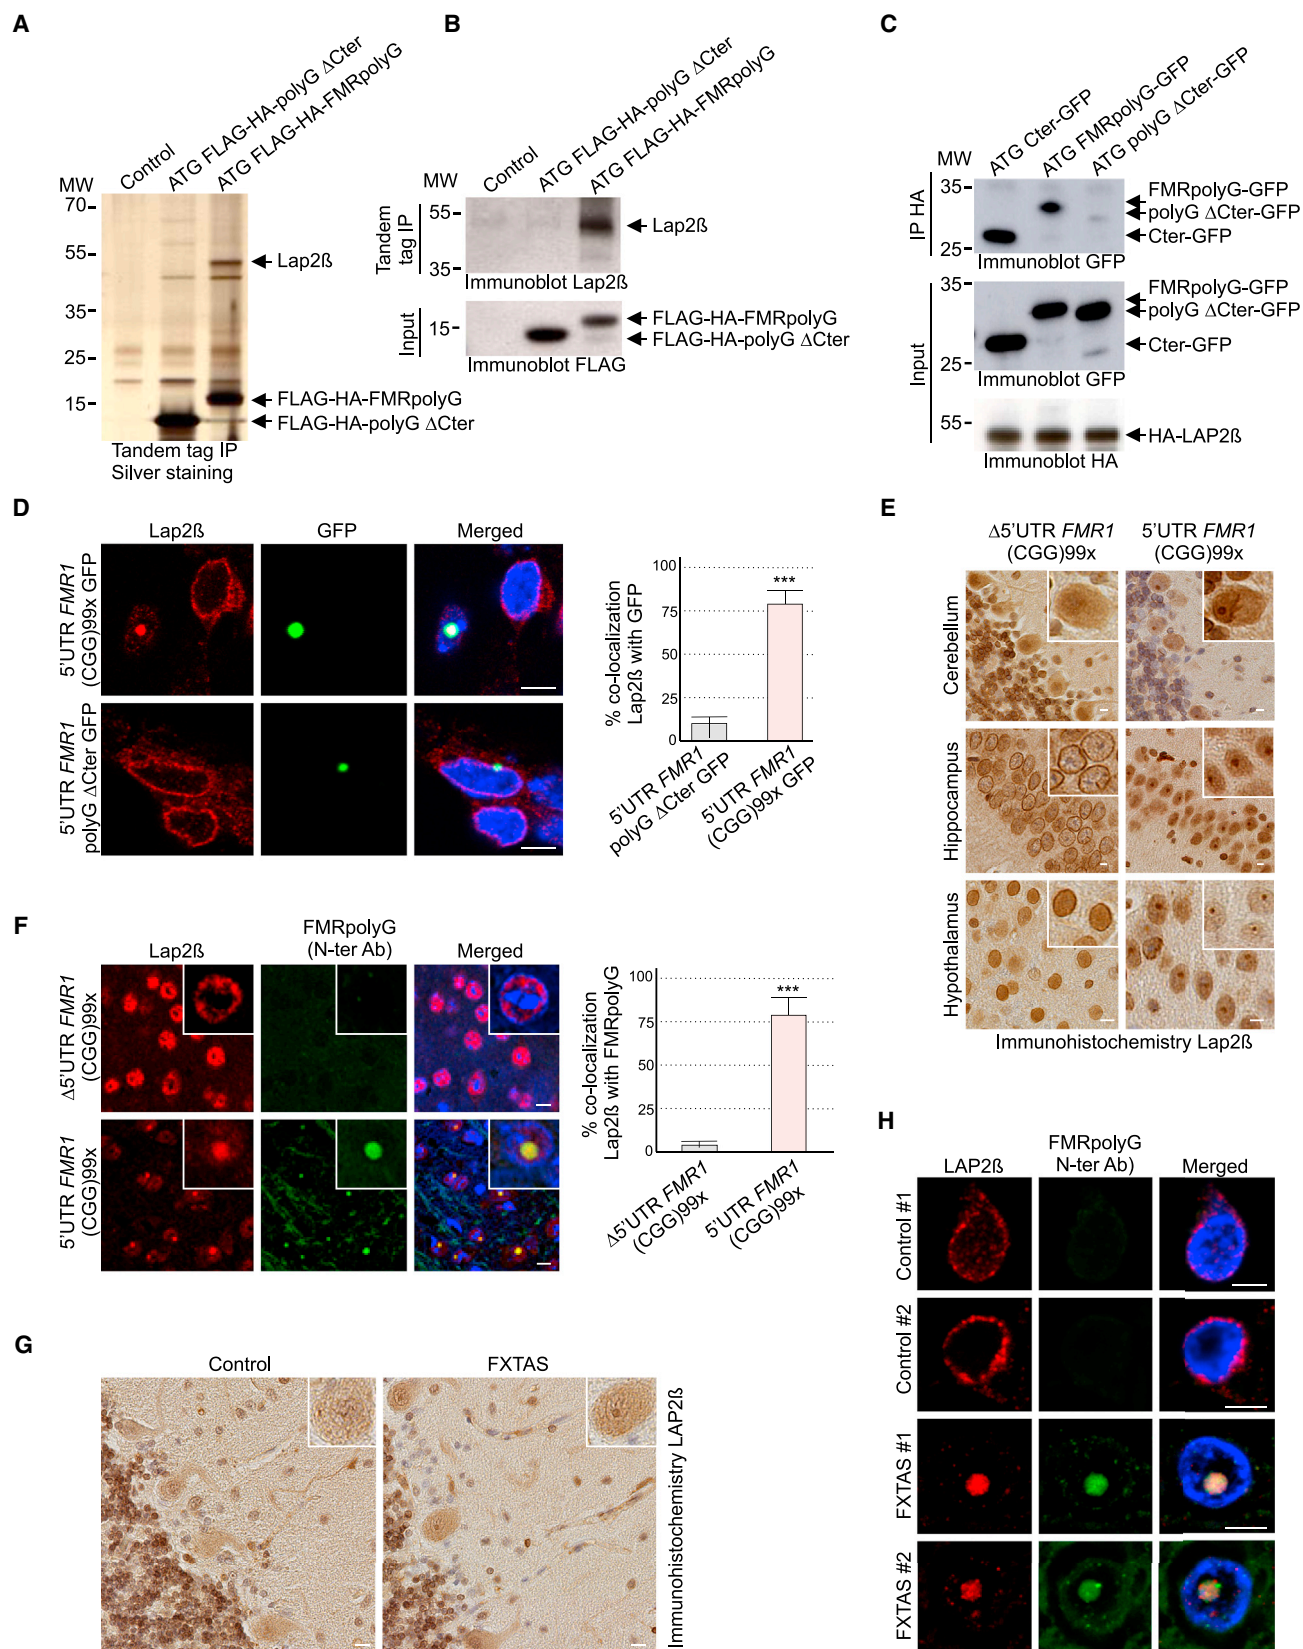 A
MW
Control
ATG FLAG-HA-polyG ΔCter
ATG FLAG-HA-FMRpolyG
70
55
45
35
25
15
Lap2ß
FLAG-HA-FMRpolyG
FLAG-HA-polyG ΔCter
Tandem tag IP
Silver staining
B
MW
Control
ATG FLAG-HA-polyG ΔCter
ATG FLAG-HA-FMRpolyG
Tandem
tag IP
55
35
Lap2ß
Immunoblot Lap2ß
Input
15
FLAG-HA-FMRpolyG
FLAG-HA-polyG ΔCter
Immunoblot FLAG
C
MW
ATG Cter-GFP
ATG FMRpolyG-GFP
ATG polyG ΔCter-GFP
IP HA
35
25
FMRpolyG-GFP
polyG ΔCter-GFP
Cter-GFP
Immunoblot GFP
Input
35
25
FMRpolyG-GFP
polyG ΔCter-GFP
Cter-GFP
Immunoblot GFP
55
HA-LAP2ß
Immunoblot HA
D
Lap2ß
GFP
Merged
5'UTR FMR1
(CGG)99x GFP
5'UTR FMR1
polyG ΔCter GFP
% co-localization
Lap2ß with GFP
100
75
50
25
0
***
5'UTR FMR1
polyG ΔCter GFP
5'UTR FMR1
(CGG)99x GFP
E
Δ5'UTR FMR1
(CGG)99x
5'UTR FMR1
(CGG)99x
Cerebellum
Hippocampus
Hypothalamus
Immunohistochemistry Lap2ß
F
Lap2ß
FMRpolyG
(N-ter Ab)
Merged
Δ5'UTR FMR1
(CGG)99x
5'UTR FMR1
(CGG)99x
% co-localization
Lap2ß with FMRpolyG
100
75
50
25
0
***
Δ5'UTR FMR1
(CGG)99x
5'UTR FMR1
(CGG)99x
G
Control
FXTAS
Immunohistochemistry LAP2ß
H
LAP2ß
FMRpolyG
N-ter Ab)
Merged
Control #1
Control #2
FXTAS #1
FXTAS #2